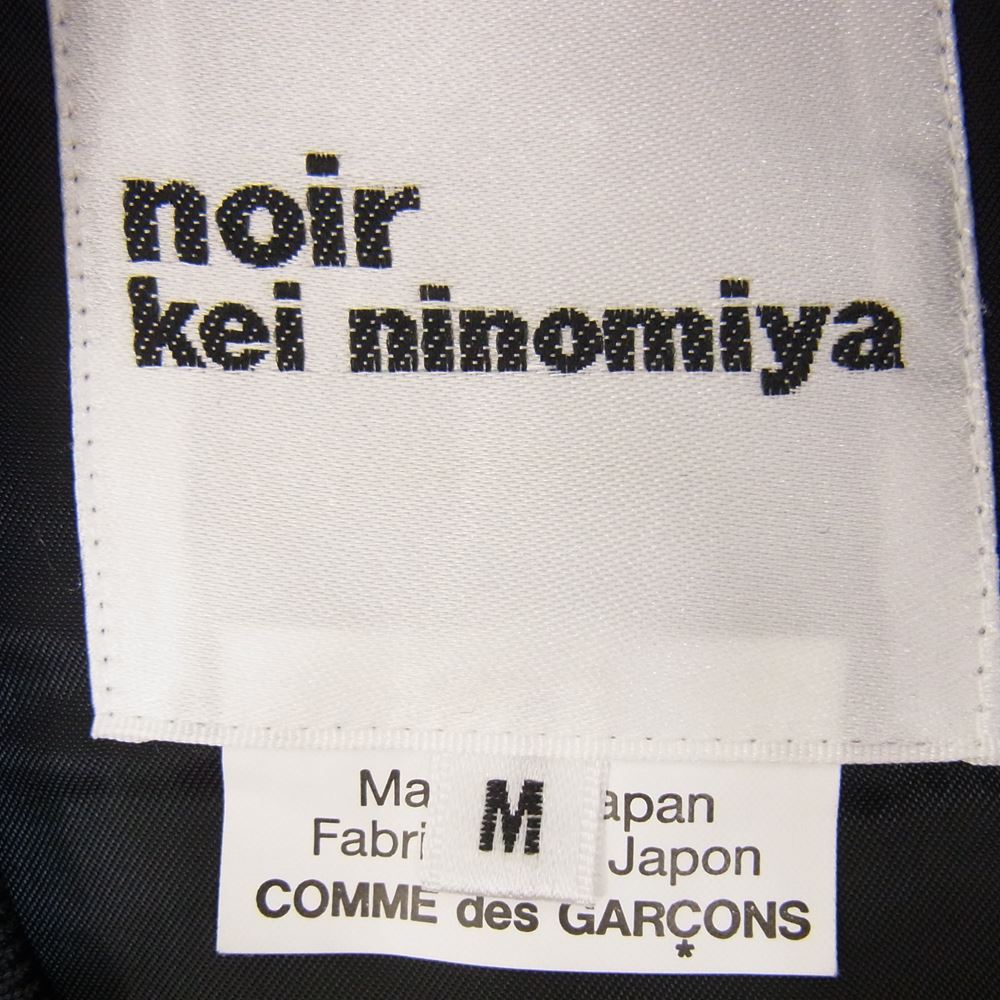 noir
kei ninomiya
M
Ma apan
Fabri Japon
COMME des GARÇONS
*